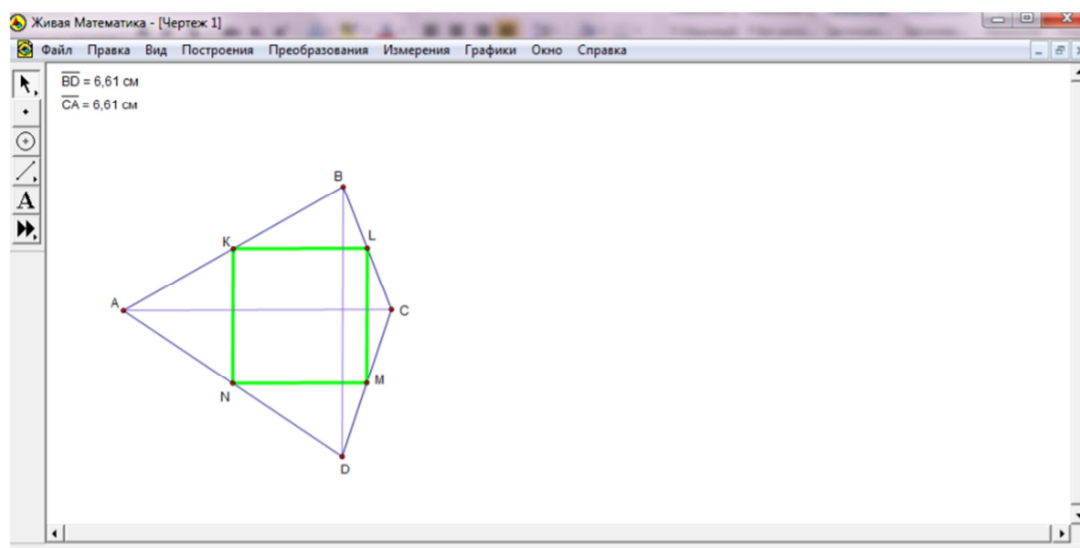 Живая Математика - [Чертеж 1]
Файл Правка Вид Построения Преобразования Измерения Графики Окно Справка
BD = 6,61 см
CA = 6,61 см
A
B
K
L
A
C
M
N
D